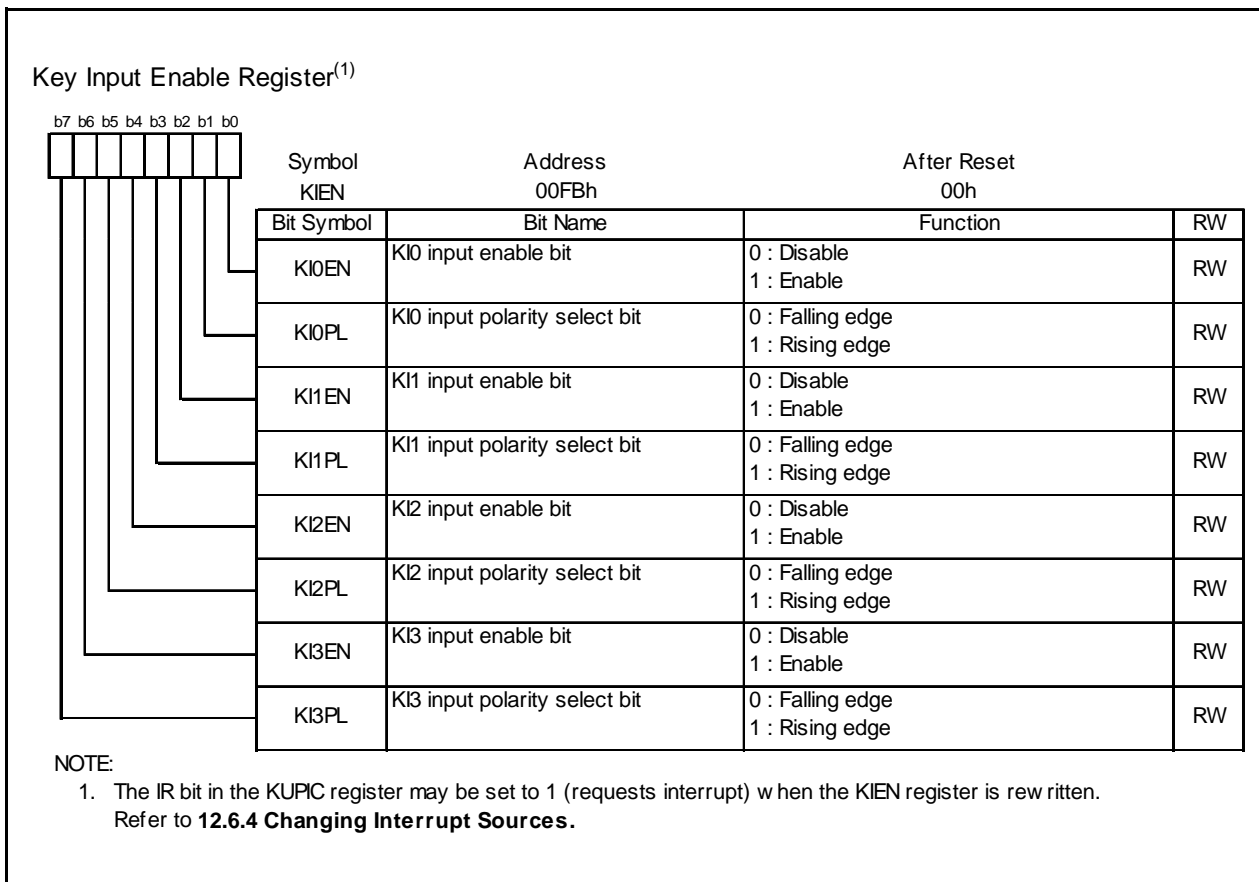 Key Input Enable Register(1)
b7 b6 b5 b4 b3 b2 b1 b0
Symbol Address After Reset
KIEN 00FBh 00h
Bit Symbol Bit Name Function RW
KI0EN KI0 input enable bit 0 : Disable RW
1 : Enable
KI0PL KI0 input polarity select bit 0 : Falling edge RW
1 : Rising edge
KI1EN KI1 input enable bit 0 : Disable RW
1 : Enable
KI1PL KI1 input polarity select bit 0 : Falling edge RW
1 : Rising edge
KI2EN KI2 input enable bit 0 : Disable RW
1 : Enable
KI2PL KI2 input polarity select bit 0 : Falling edge RW
1 : Rising edge
KI3EN KI3 input enable bit 0 : Disable RW
1 : Enable
KI3PL KI3 input polarity select bit 0 : Falling edge RW
1 : Rising edge
NOTE:
1. The IR bit in the KUPIC register may be set to 1 (requests interrupt) when the KIEN register is rewritten.
Refer to 12.6.4 Changing Interrupt Sources.